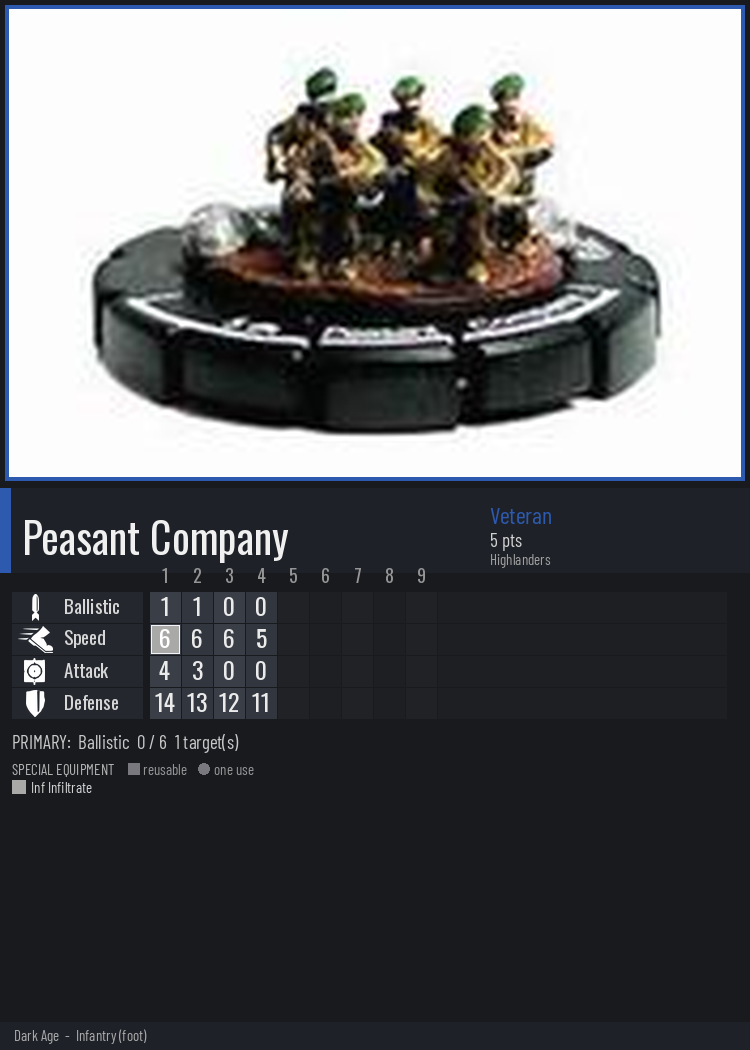 Peasant Company
Veteran
5 pts
Highlanders
1 2 3 4 5 6 7 8 9
Ballistic 1 1 0 0
Speed 6 6 6 5
Attack 4 3 0 0
Defense 14 13 12 11
PRIMARY: Ballistic 0 / 6 1 target(s)
SPECIAL EQUIPMENT reusable one use
Inf Infiltrate
Dark Age - Infantry (foot)